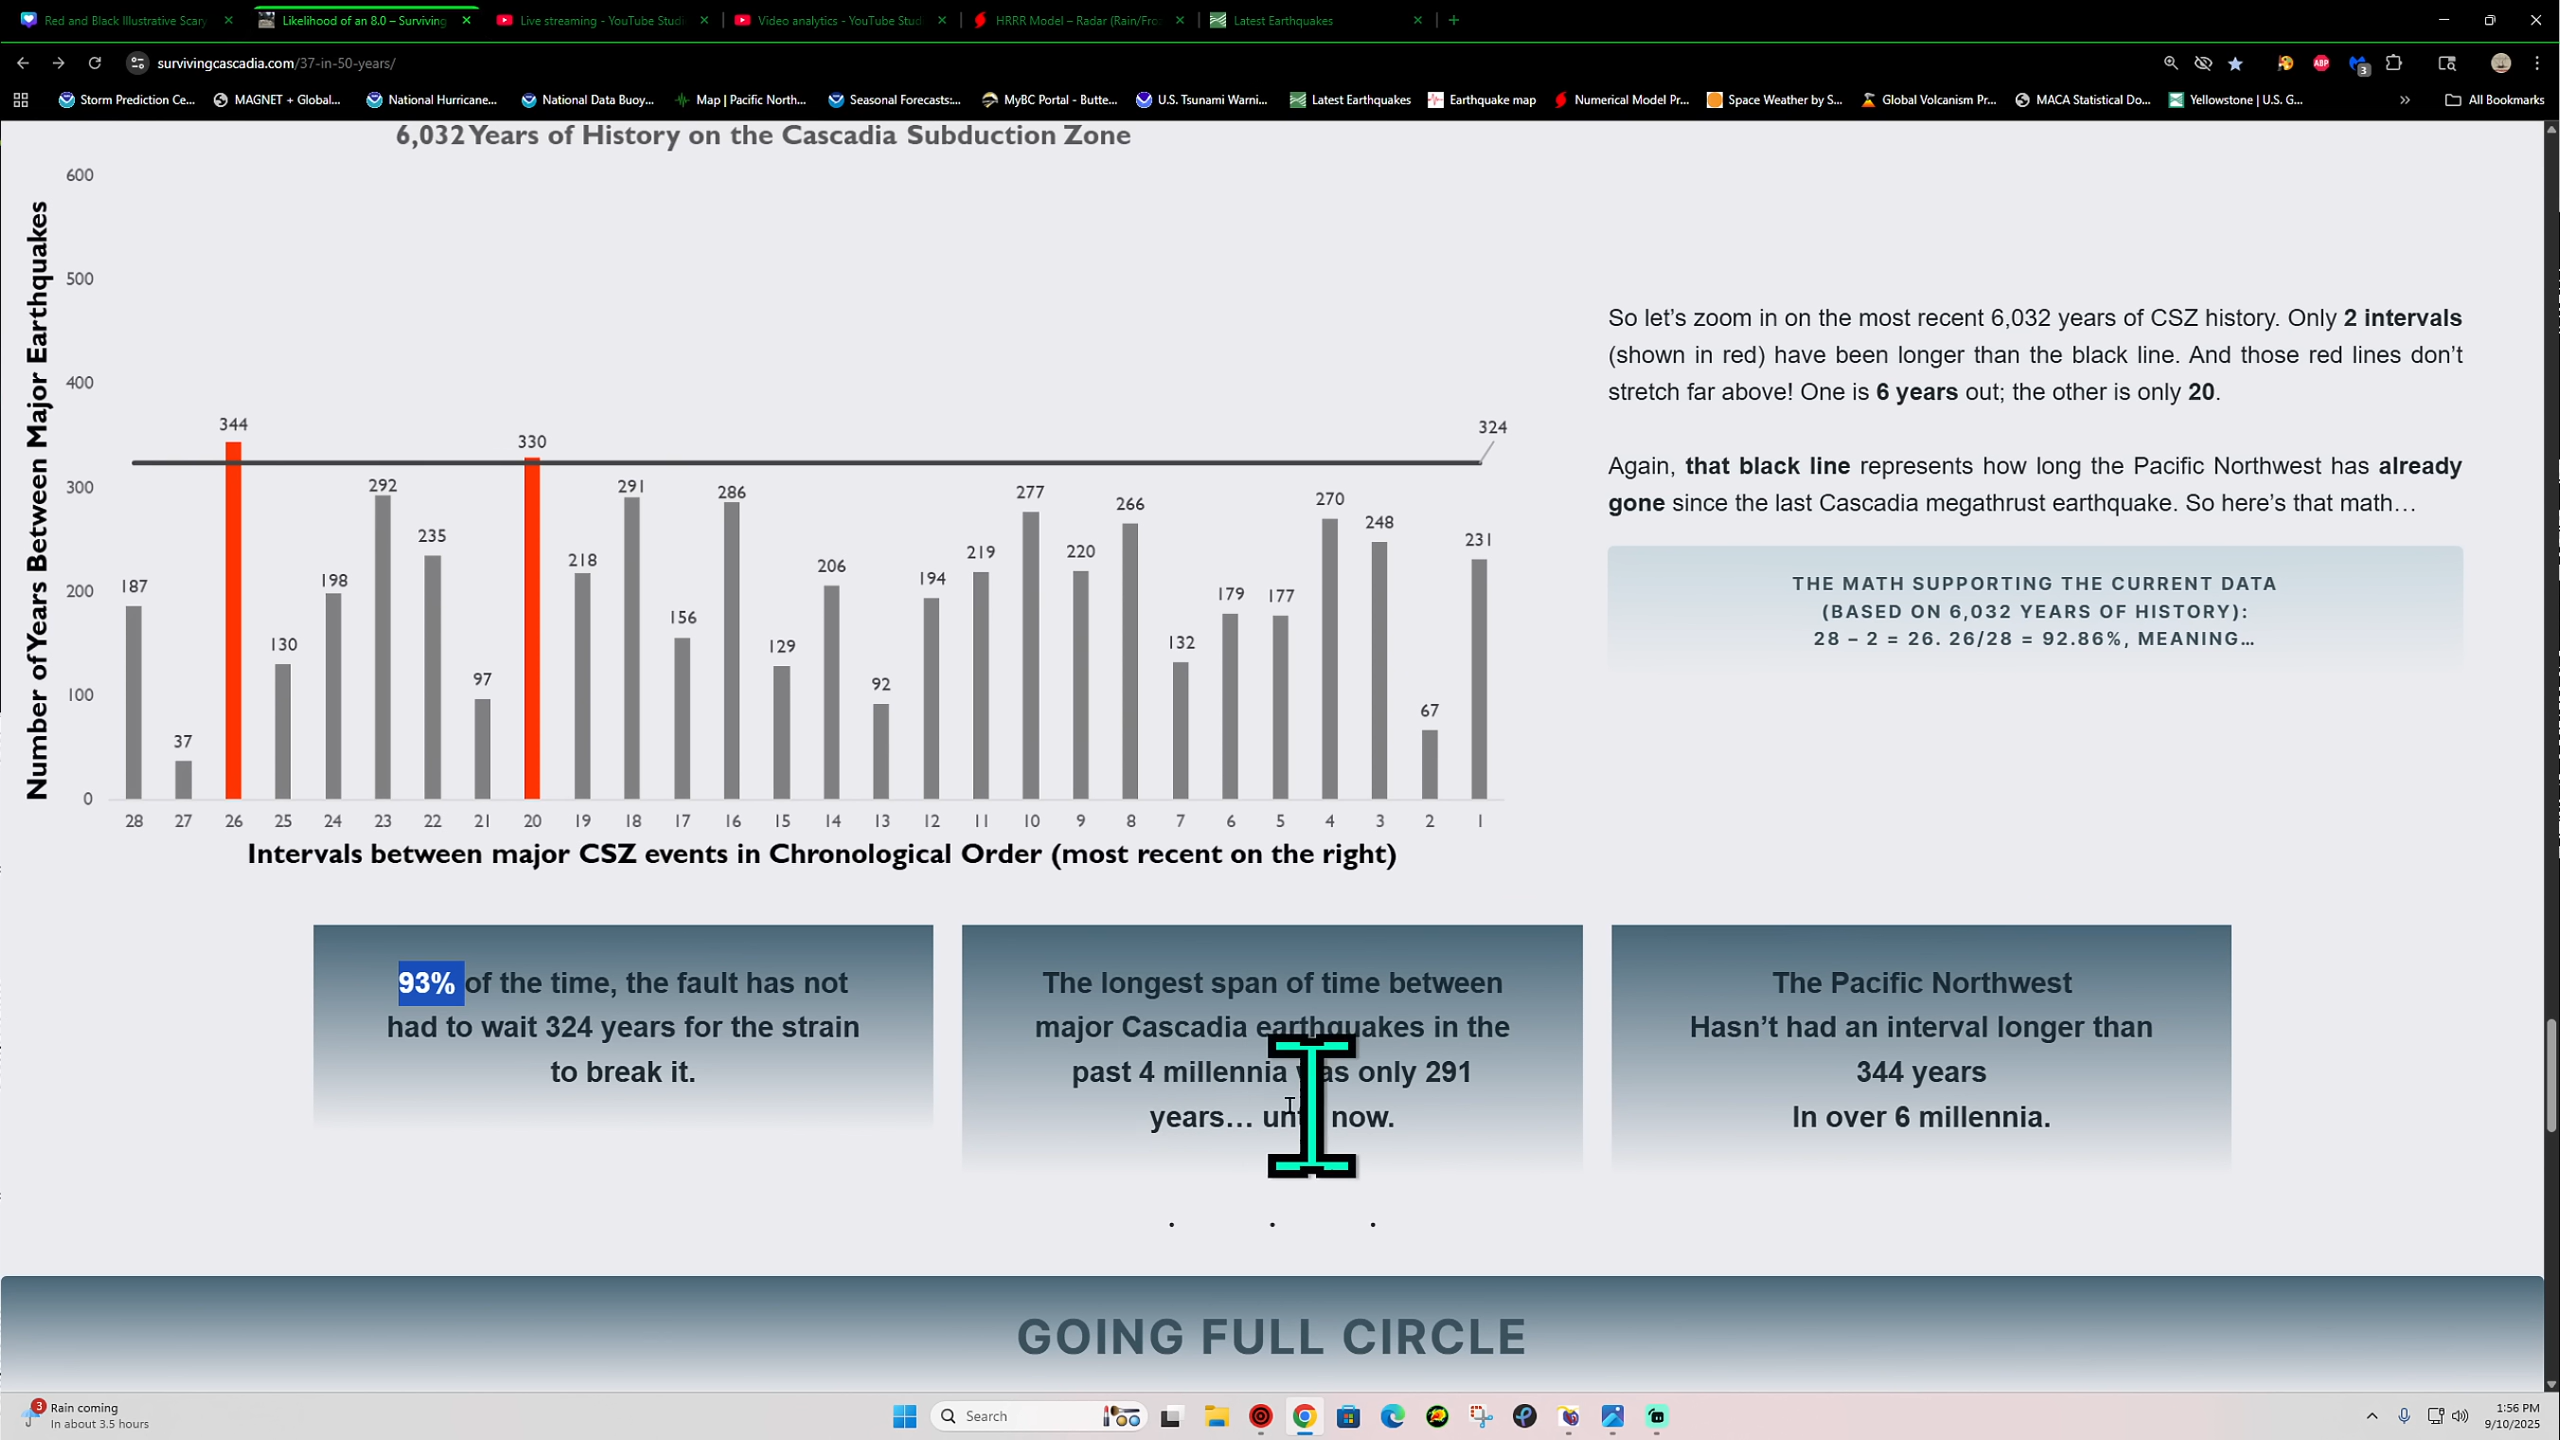 Red and Black Illustrative Scary
Likelihood of an 8.0 – Surviving
Live streaming - YouTube Studi
Video analytics - YouTube Stud
HRRR Model – Radar (Rain/Fro
Latest Earthquakes
survivingcascadia.com/37-in-50-years/
ABP
3
Storm Prediction Ce...
MAGNET + Global...
National Hurricane...
National Data Buoy...
Map | Pacific North...
Seasonal Forecasts:...
MyBC Portal - Butte...
U.S. Tsunami Warni...
Latest Earthquakes
Earthquake map
Numerical Model Pr...
Space Weather by S...
Global Volcanism Pr...
MACA Statistical Do...
Yellowstone | U.S. G...
All Bookmarks
6,032 Years of History on the Cascadia Subduction Zone
Number of Years Between Major Earthquakes
600
500
400
300
200
100
0
187
37
344
130
198
292
235
97
330
218
291
156
286
129
206
92
194
219
277
220
266
132
179
177
270
248
67
231
324
28 27 26 25 24 23 22 21 20 19 18 17 16 15 14 13 12 11 10 9 8 7 6 5 4 3 2 1
Intervals between major CSZ events in Chronological Order (most recent on the right)
So let’s zoom in on the most recent 6,032 years of CSZ history. Only 2 intervals
(shown in red) have been longer than the black line. And those red lines don’t
stretch far above! One is 6 years out; the other is only 20.
Again, that black line represents how long the Pacific Northwest has already
gone since the last Cascadia megathrust earthquake. So here’s that math…
THE MATH SUPPORTING THE CURRENT DATA
(BASED ON 6,032 YEARS OF HISTORY):
28 – 2 = 26. 26/28 = 92.86%, MEANING…
93% of the time, the fault has not
had to wait 324 years for the strain
to break it.
The longest span of time between
major Cascadia earthquakes in the
past 4 millennia was only 291
years… until now.
The Pacific Northwest
Hasn’t had an interval longer than
344 years
In over 6 millennia.
. . .
GOING FULL CIRCLE
3
Rain coming
In about 3.5 hours
Search
1:56 PM
9/10/2025